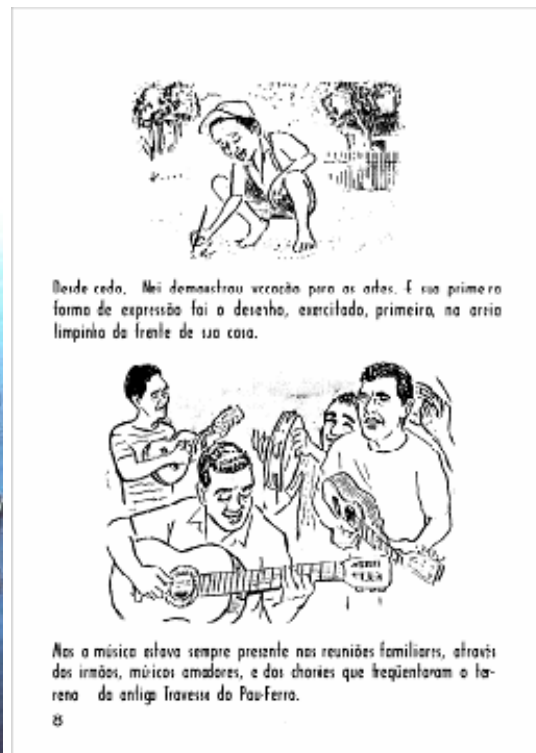 Desde cedo, Nei demonstrou vocação para as artes. E sua primeira
forma de expressão foi o desenho, exercitado, primeiro, na areia
limpinha da frente de sua casa.
Mas a música estava sempre presente nas reuniões familiares, através
dos irmãos, músicos amadores, e dos chorões que freqüentavam o ter-
reno da antiga Travessa do Pau-Ferro.
8